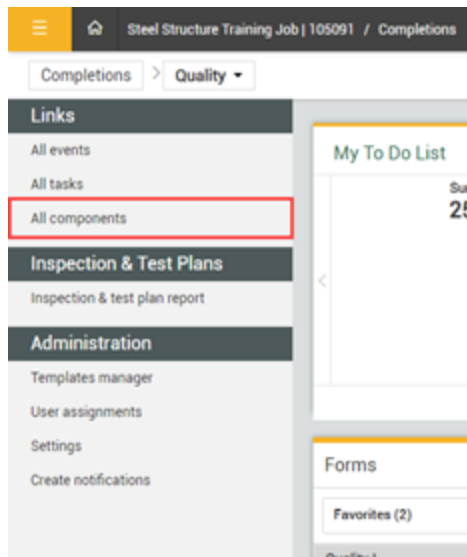 Steel Structure Training Job | 105091 / Completions
Completions > Quality
Links
All events
All tasks
All components
Inspection & Test Plans
Inspection & test plan report
Administration
Templates manager
User assignments
Settings
Create notifications
My To Do List
25
Forms
Favorites (2)